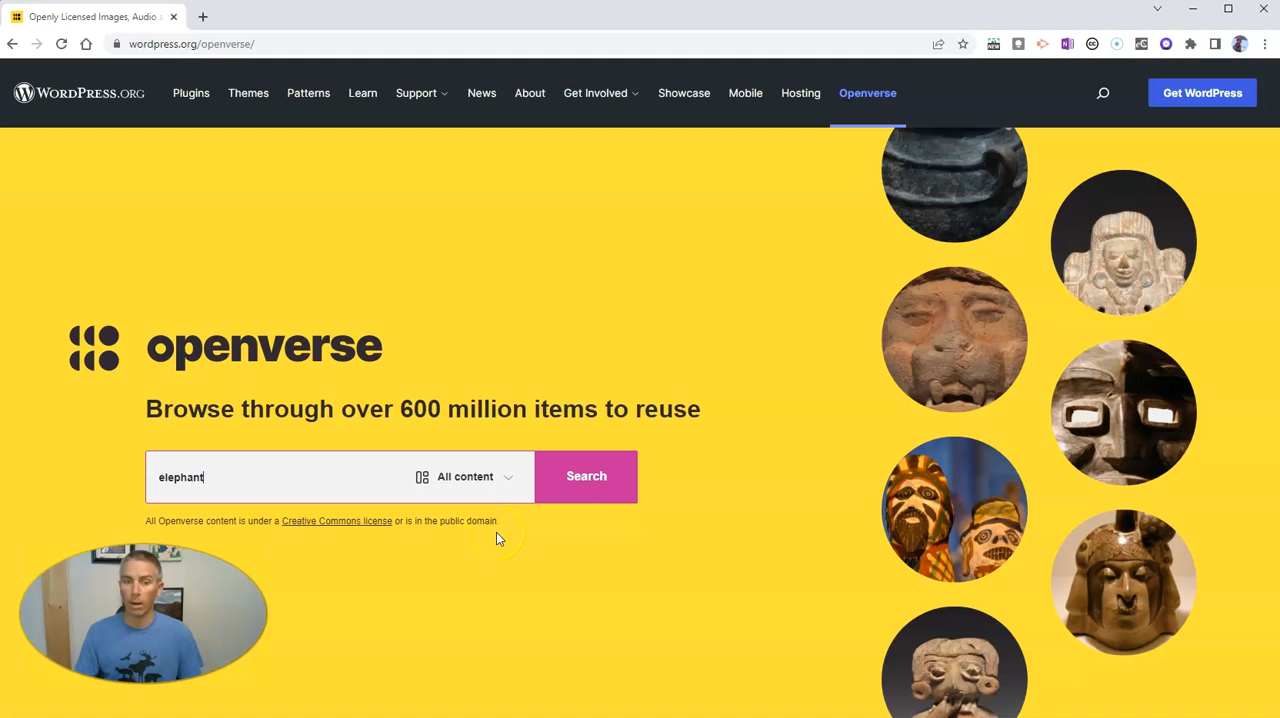 Openly Licensed Images, Audio a
wordpress.org/openverse/
NEW
WORDPRESS.ORG
Plugins
Themes
Patterns
Learn
Support
News
About
Get Involved
Showcase
Mobile
Hosting
Openverse
Get WordPress
openverse
Browse through over 600 million items to reuse
elephant
All content
Search
All Openverse content is under a Creative Commons license or is in the public domain.